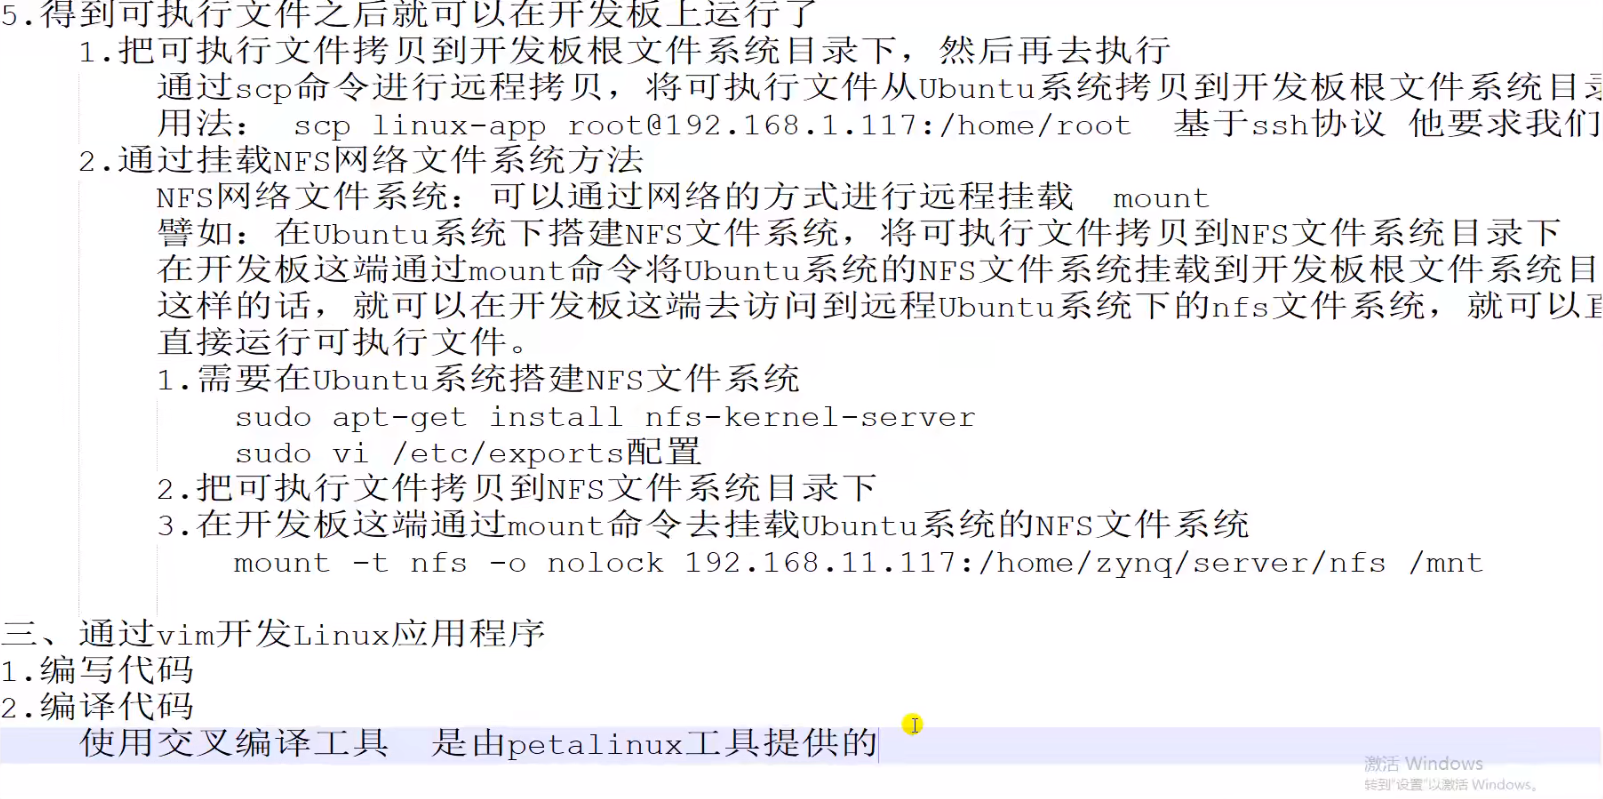 5.得到可执行文件之后就可以在开发板上运行了
1.把可执行文件拷贝到开发板根文件系统目录下，然后再去执行
通过scp命令进行远程拷贝，将可执行文件从Ubuntu系统拷贝到开发板根文件系统目录
用法： scp linux-app root@192.168.1.117:/home/root 基于ssh协议 他要求我们
2.通过挂载NFS网络文件系统方法
NFS网络文件系统：可以通过网络的方式进行远程挂载 mount
譬如：在Ubuntu系统下搭建NFS文件系统，将可执行文件拷贝到NFS文件系统目录下
在开发板这端通过mount命令将Ubuntu系统的NFS文件系统挂载到开发板根文件系统目
这样的话，就可以在开发板这端去访问到远程Ubuntu系统下的nfs文件系统，就可以直
直接运行可执行文件。
1.需要在Ubuntu系统搭建NFS文件系统
sudo apt-get install nfs-kernel-server
sudo vi /etc/exports配置
2.把可执行文件拷贝到NFS文件系统目录下
3.在开发板这端通过mount命令去挂载Ubuntu系统的NFS文件系统
mount -t nfs -o nolock 192.168.11.117:/home/zynq/server/nfs /mnt
三、通过vim开发Linux应用程序
1.编写代码
2.编译代码
使用交叉编译工具 是由petalinux工具提供的
激活 Windows
转到"设置"以激活 Windows。